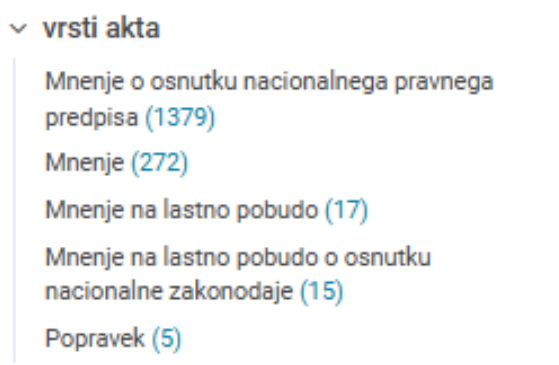 vrsti akta
Mnenje o osnutku nacionalnega pravnega
predpisa (1379)
Mnenje (272)
Mnenje na lastno pobudo (17)
Mnenje na lastno pobudo o osnutku
nacionalne zakonodaje (15)
Popravek (5)